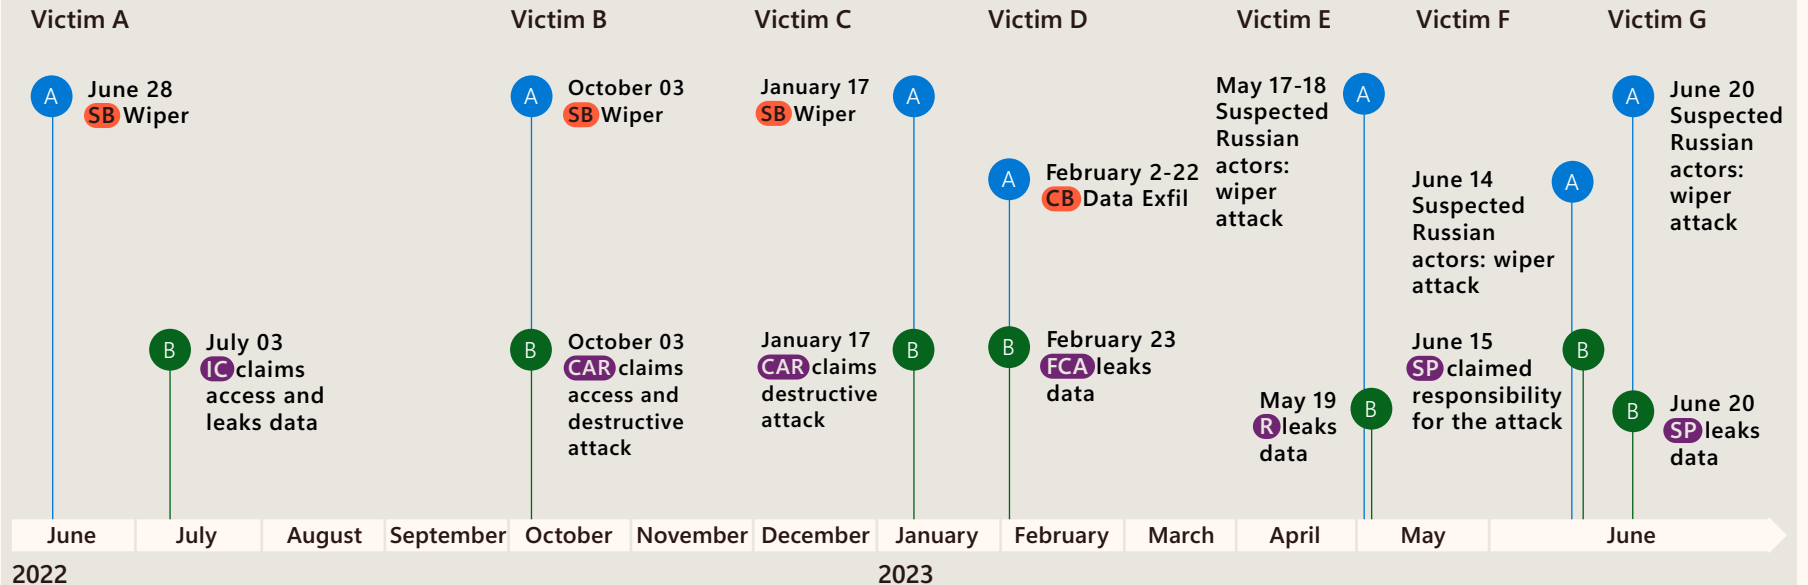 Victim A
A
June 28
SB Wiper
B
July 03
IC claims
access and
leaks data
Victim B
A
October 03
SB Wiper
B
October 03
CAR claims
access and
destructive
attack
Victim C
January 17
SB Wiper
A
January 17
CAR claims
destructive
attack
B
Victim D
A
February 2-22
CB Data Exfil
B
February 23
FCA leaks
data
Victim E
May 17-18
Suspected
Russian
actors:
wiper
attack
A
May 19
R leaks
data
B
Victim F
June 14
Suspected
Russian
actors: wiper
attack
A
June 15
SP claimed
responsibility
for the attack
B
Victim G
A
June 20
Suspected
Russian
actors:
wiper
attack
B
June 20
SP leaks
data
June July August September October November December January February March April May June
2022 2023